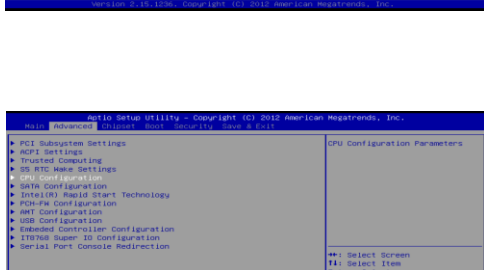 Version 2.15.1236. Copyright (C) 2012 American Megatrends, Inc.
Aptio Setup Utility - Copyright (C) 2012 American Megatrends, Inc.
Main Advanced Chipset Boot Security Save & Exit
▶ PCI Subsystem Settings
▶ ACPI Settings
▶ Trusted Computing
▶ S5 RTC Wake Settings
▶ CPU Configuration
▶ SATA Configuration
▶ Intel(R) Rapid Start Technology
▶ PCH-FW Configuration
▶ AMT Configuration
▶ USB Configuration
▶ Embeded Controller Configuration
▶ IT8768 Super IO Configuration
▶ Serial Port Console Redirection
CPU Configuration Parameters
→←: Select Screen
↑↓: Select Item